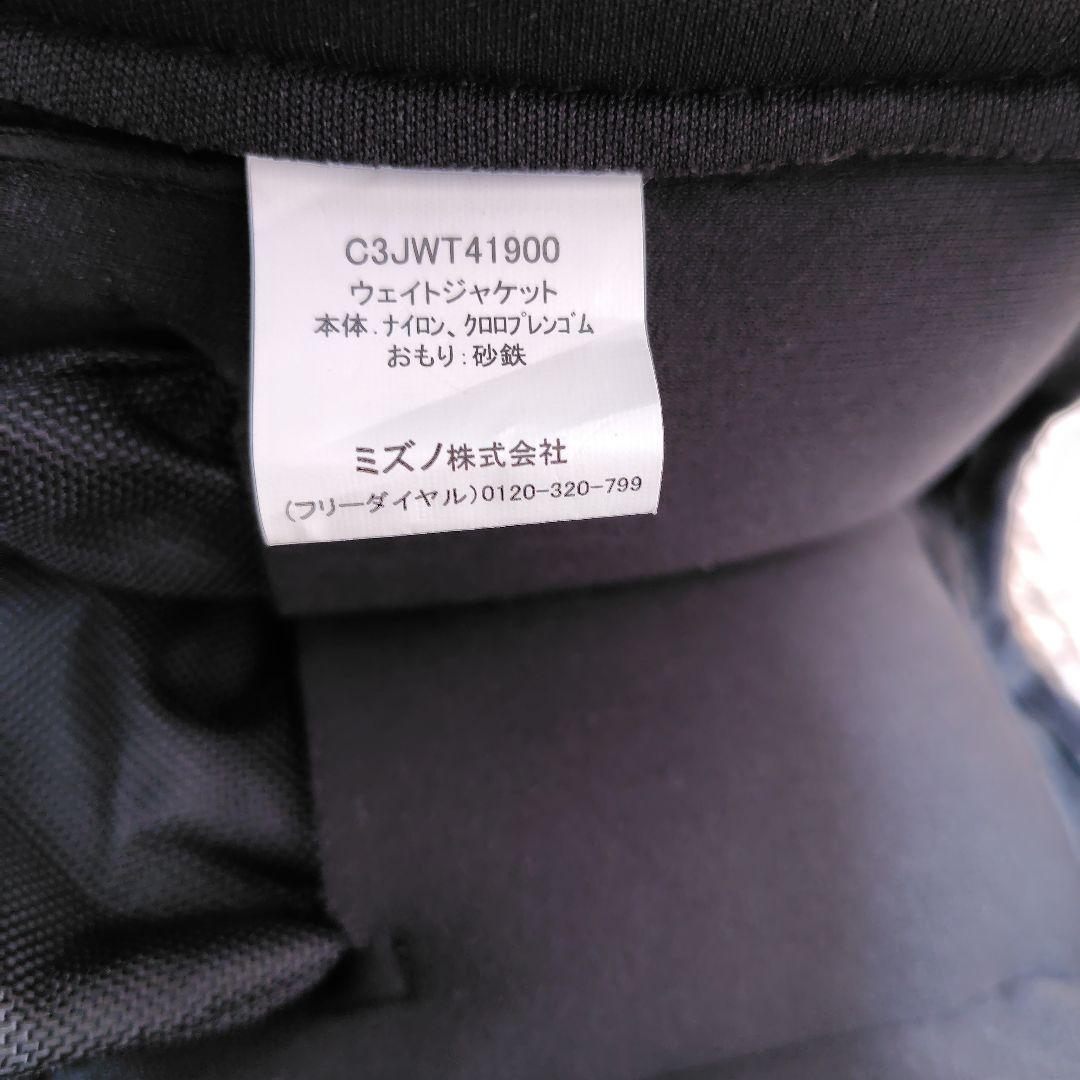 C3JWT41900
ウェイトジャケット
本体.ナイロン、クロロプレンゴム
おもり:砂鉄
ミズノ株式会社
(フリーダイヤル)0120-320-799